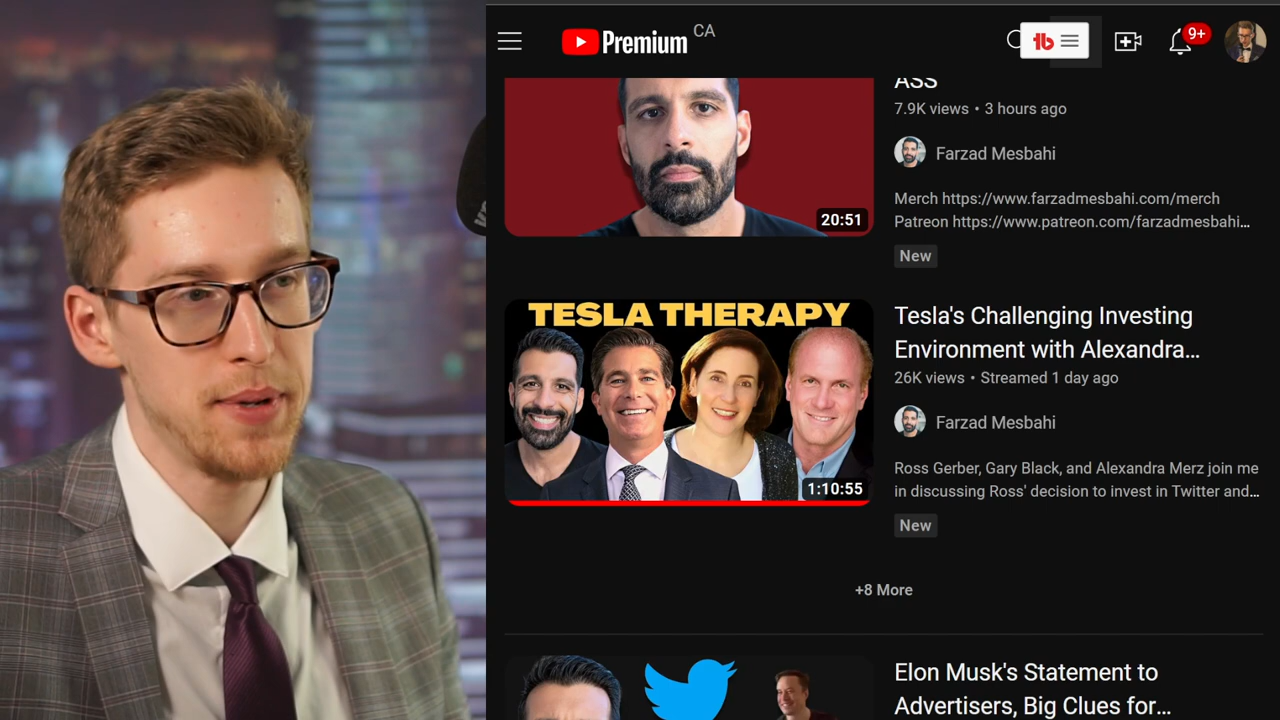 Premium CA
9+
ASS
7.9K views • 3 hours ago
Farzad Mesbahi
Merch https://www.farzadmesbahi.com/merch
Patreon https://www.patreon.com/farzadmesbahi…
20:51
New
TESLA THERAPY
1:10:55
Tesla's Challenging Investing
Environment with Alexandra…
26K views • Streamed 1 day ago
Farzad Mesbahi
Ross Gerber, Gary Black, and Alexandra Merz join me
in discussing Ross' decision to invest in Twitter and…
New
+8 More
Elon Musk's Statement to
Advertisers, Big Clues for…